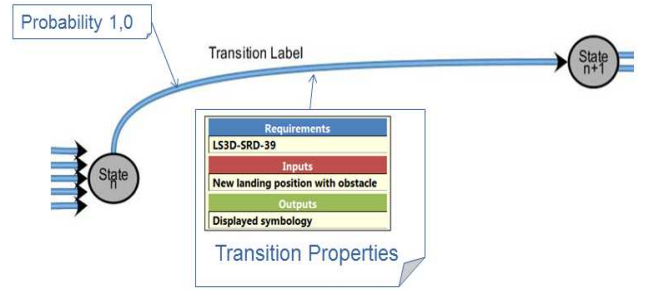 Probability 1,0
Transition Label
State
n+1
Requirements
LS3D-SRD-39
Inputs
New landing position with obstacle
Outputs
Displayed symbology
Transition Properties
State
n